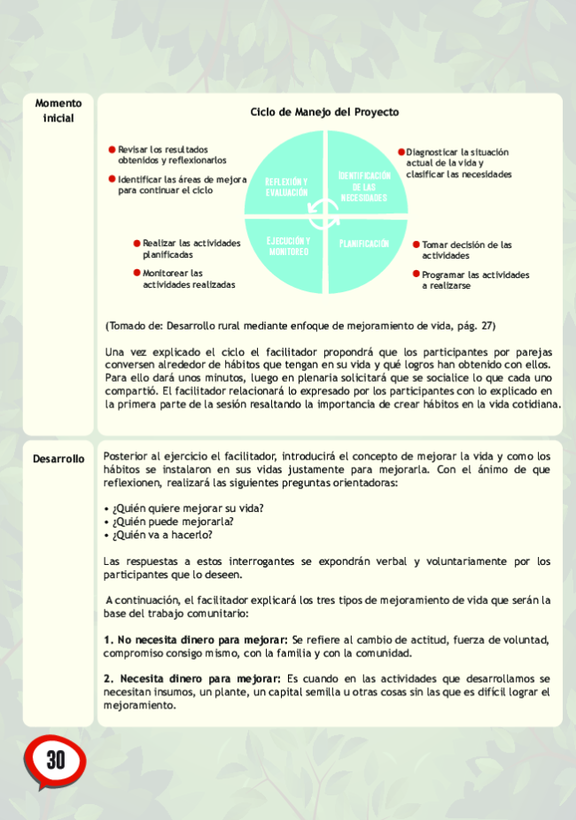 Momento
inicial
Ciclo de Manejo del Proyecto
Revisar los resultados
obtenidos y reflexionarlos
Identificar las áreas de mejora
para continuar el ciclo
REFLEXIÓN Y
EVALUACIÓN
IDENTIFICACIÓN
DE LAS
NECESIDADES
Diagnosticar la situación
actual de la vida y
clasificar las necesidades
Realizar las actividades
planificadas
Monitorear las
actividades realizadas
EJECUCIÓN Y
MONITOREO
PLANIFICACIÓN
Tomar decisión de las
actividades
Programar las actividades
a realizarse
(Tomado de: Desarrollo rural mediante enfoque de mejoramiento de vida, pág. 27)
Una vez explicado el ciclo el facilitador propondrá que los participantes por parejas
conversen alrededor de hábitos que tengan en su vida y qué logros han obtenido con ellos.
Para ello dará unos minutos, luego en plenaria solicitará que se socialice lo que cada uno
compartió. El facilitador relacionará lo expresado por los participantes con lo explicado en
la primera parte de la sesión resaltando la importancia de crear hábitos en la vida cotidiana.
Desarrollo
Posterior al ejercicio el facilitador, introducirá el concepto de mejorar la vida y como los
hábitos se instalaron en sus vidas justamente para mejorarla. Con el ánimo de que
reflexionen, realizará las siguientes preguntas orientadoras:
• ¿Quién quiere mejorar su vida?
• ¿Quién puede mejorarla?
• ¿Quién va a hacerlo?
Las respuestas a estos interrogantes se expondrán verbal y voluntariamente por los
participantes que lo deseen.
A continuación, el facilitador explicará los tres tipos de mejoramiento de vida que serán la
base del trabajo comunitario:
1. No necesita dinero para mejorar: Se refiere al cambio de actitud, fuerza de voluntad,
compromiso consigo mismo, con la familia y con la comunidad.
2. Necesita dinero para mejorar: Es cuando en las actividades que desarrollamos se
necesitan insumos, un plante, un capital semilla u otras cosas sin las que es difícil lograr el
mejoramiento.
30